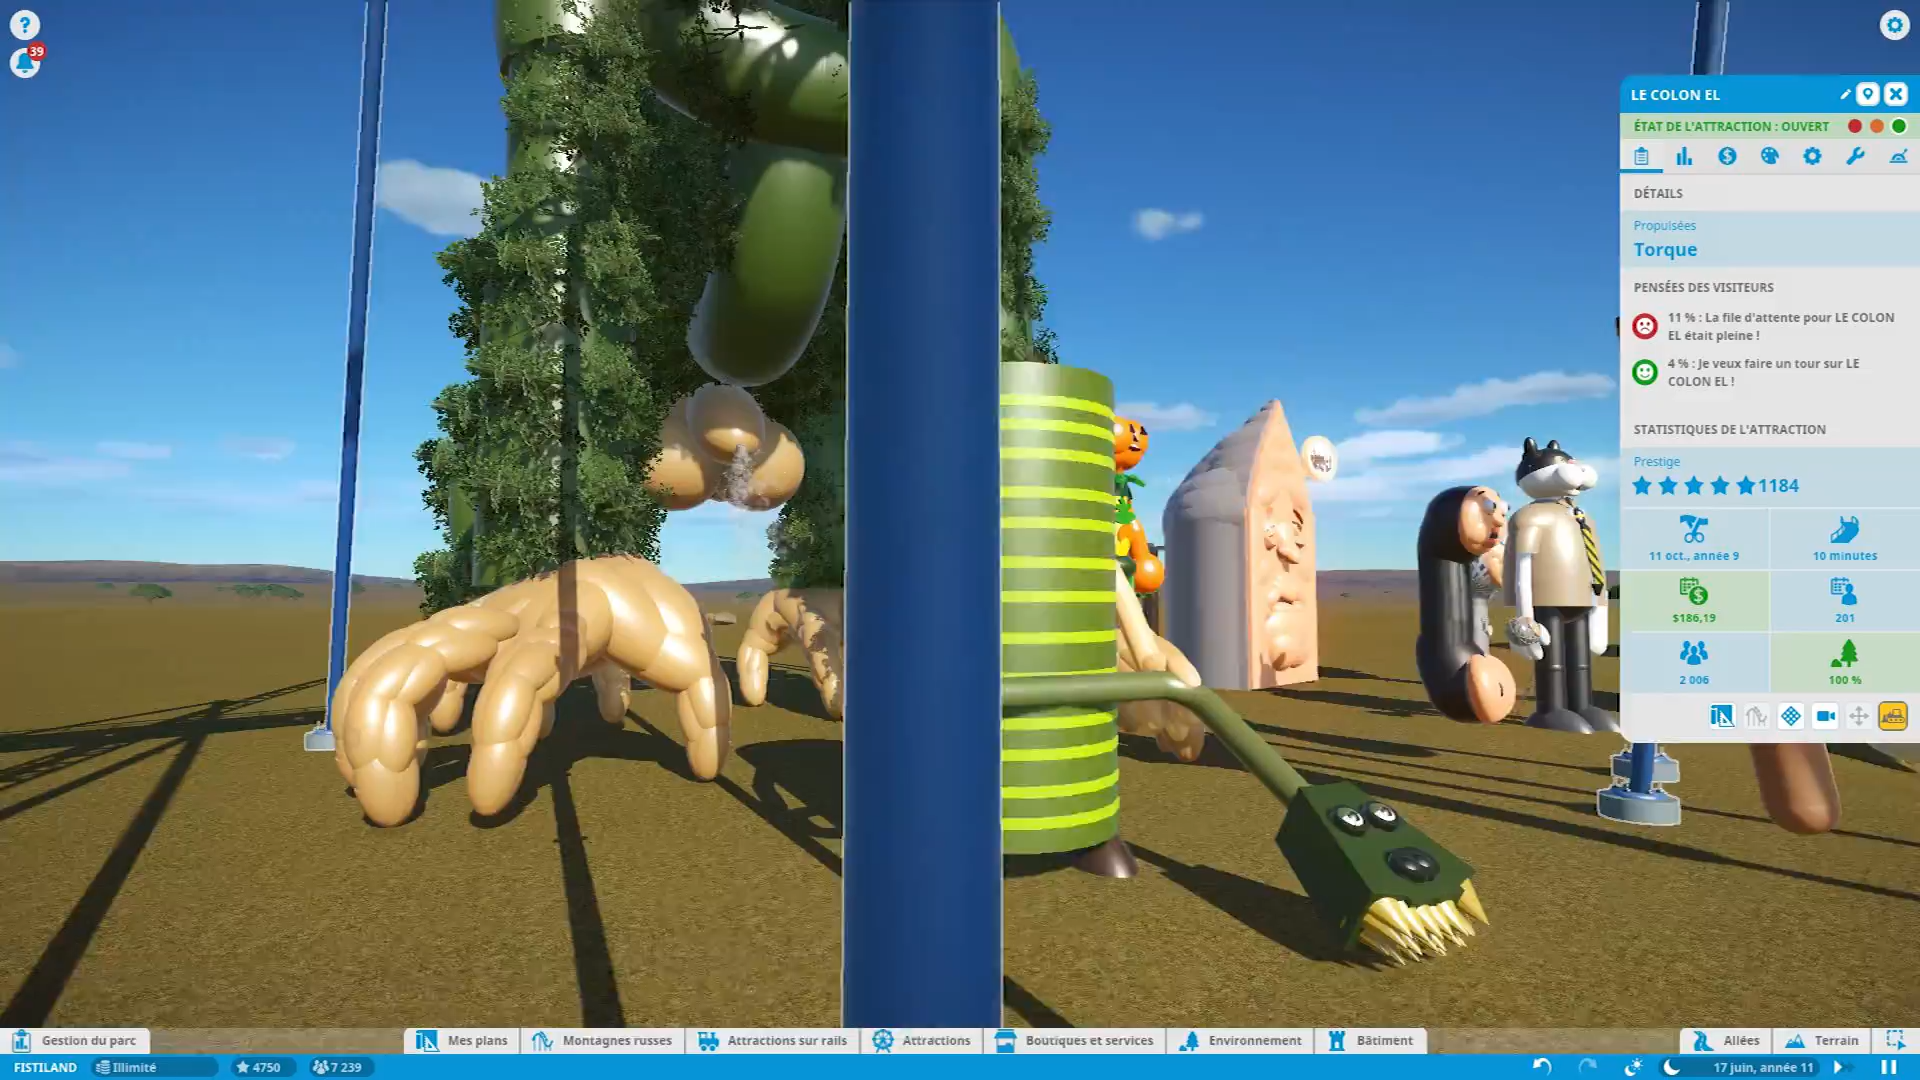 39
LE COLON EL
ÉTAT DE L'ATTRACTION : OUVERT
DÉTAILS
Propulsées
Torque
PENSÉES DES VISITEURS
11 % : La file d'attente pour LE COLON
EL était pleine !
4 % : Je veux faire un tour sur LE
COLON EL !
STATISTIQUES DE L'ATTRACTION
Prestige
1184
11 oct., année 9
10 minutes
$186,19
201
2 006
100 %
Gestion du parc
Mes plans
Montagnes russes
Attractions sur rails
Attractions
Boutiques et services
Environnement
Bâtiment
Allées
Terrain
FISTILAND
Illimité
4750
7 239
17 juin, année 11